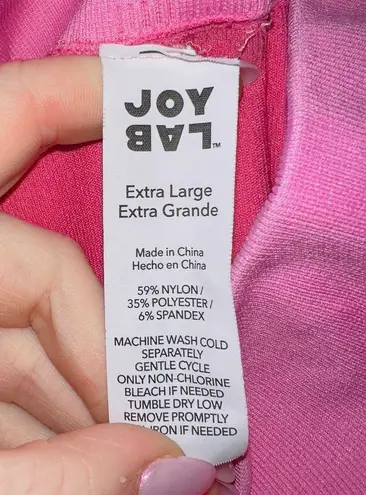 JOY
LAB™
Extra Large
Extra Grande
Made in China
Hecho en China
59% NYLON /
35% POLYESTER /
6% SPANDEX
MACHINE WASH COLD
SEPARATELY
GENTLE CYCLE
ONLY NON-CHLORINE
BLEACH IF NEEDED
TUMBLE DRY LOW
REMOVE PROMPTLY
IRON IF NEEDED